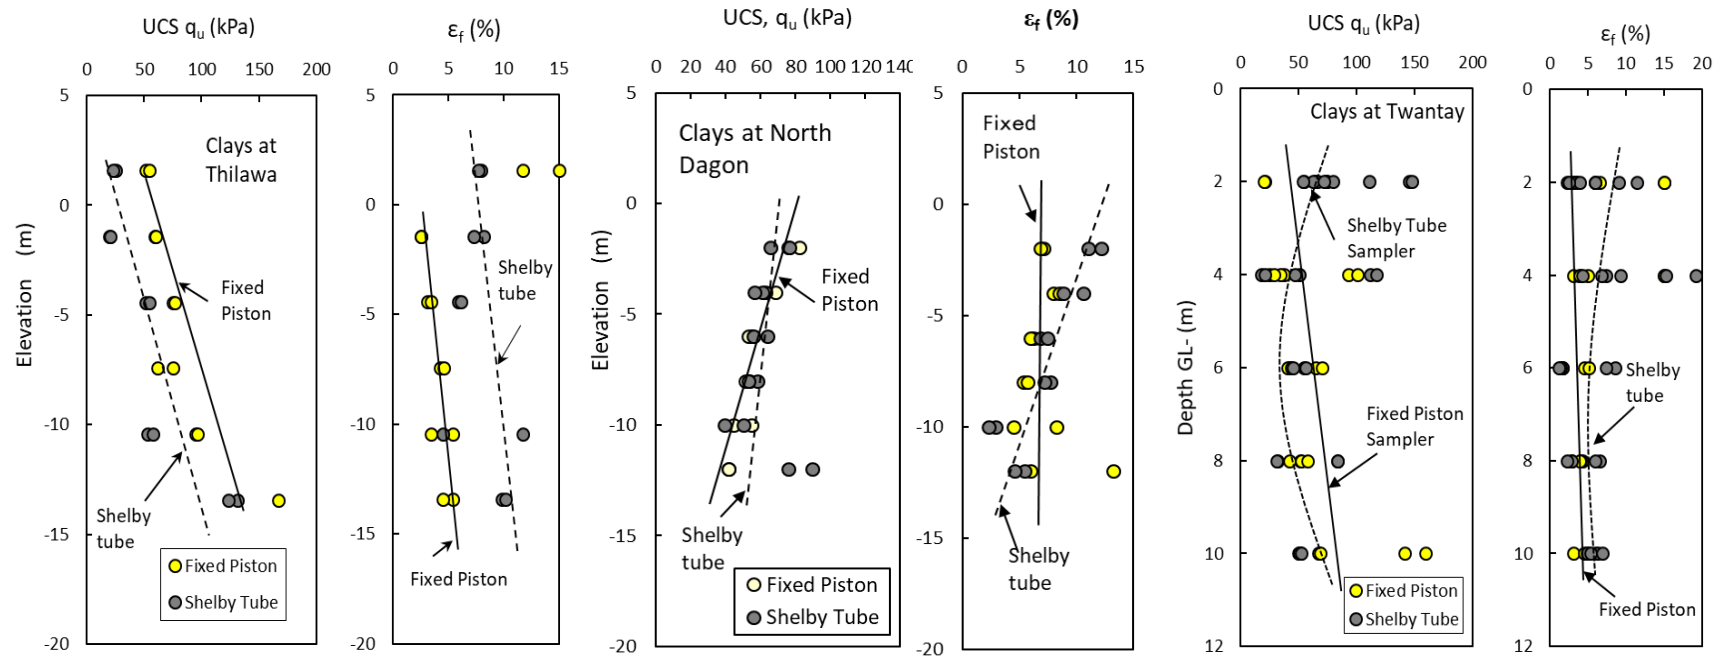 UCS qu (kPa)
0 50 100 150 200
5
0
-5
-10
-15
-20
Elevation (m)
Clays at
Thilawa
Fixed
Piston
Shelby
tube
Fixed Piston
Shelby Tube
εf (%)
0 5 10 15
5
0
-5
-10
-15
-20
Shelby
tube
Fixed Piston
UCS, qu (kPa)
0 20 40 60 80 100 120 140
5
0
-5
-10
-15
-20
Elevation (m)
Clays at North
Dagon
Fixed
Piston
Shelby
tube
Fixed Piston
Shelby Tube
εf (%)
0 5 10 15
5
0
-5
-10
-15
-20
Fixed
Piston
Shelby
tube
UCS qu (kPa)
0 50 100 150 200
0
2
4
6
8
10
12
Depth GL- (m)
Clays at Twantay
Shelby Tube
Sampler
Fixed Piston
Sampler
Fixed Piston
Shelby Tube
εf (%)
0 5 10 15 20
0
2
4
6
8
10
12
Shelby
tube
Fixed Piston